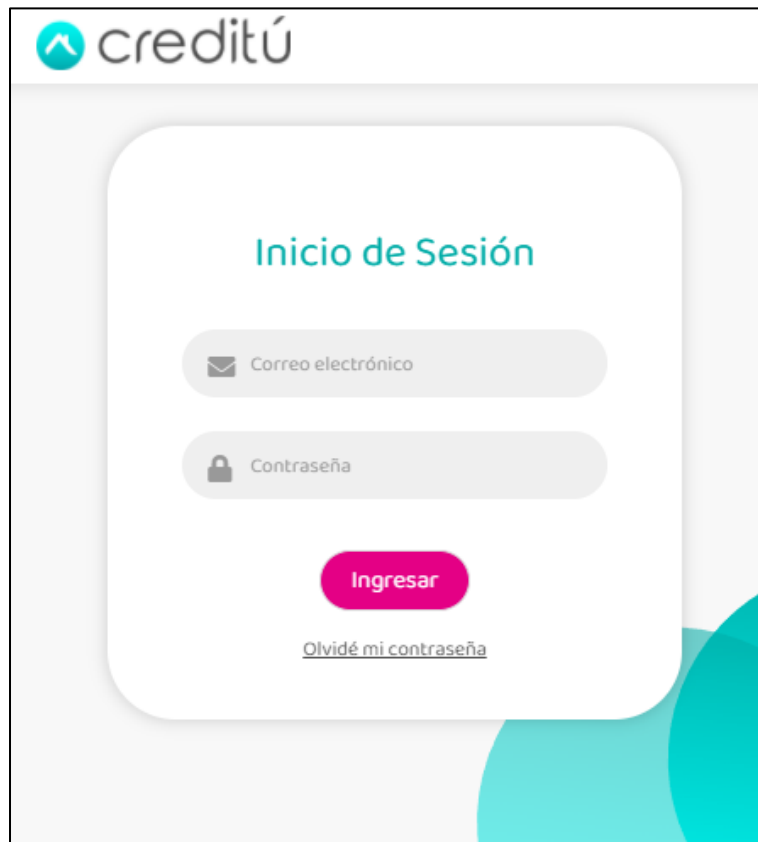 creditú
Inicio de Sesión
Correo electrónico
Contraseña
Ingresar
Olvidé mi contraseña